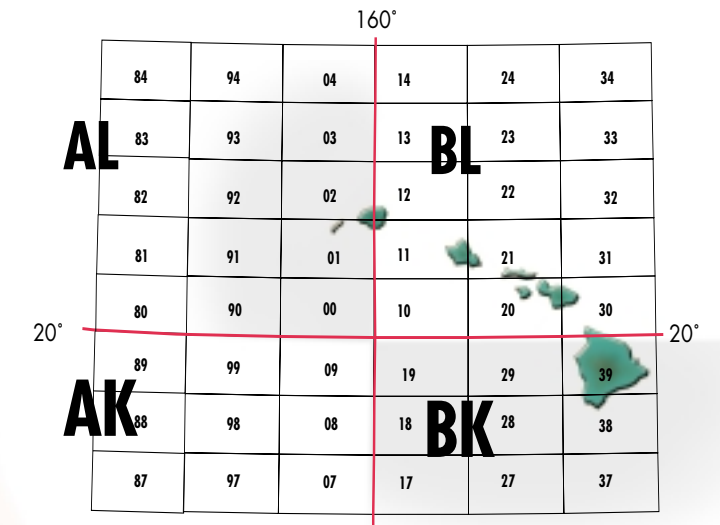 160°
84 94 04 14 24 34
AL 83 93 03 13 BL 23 33
82 92 02 12 22 32
81 91 01 11 21 31
80 90 00 10 20 30
20° 20°
89 99 09 19 29 39
AK 88 98 08 18 BK 28 38
87 97 07 17 27 37